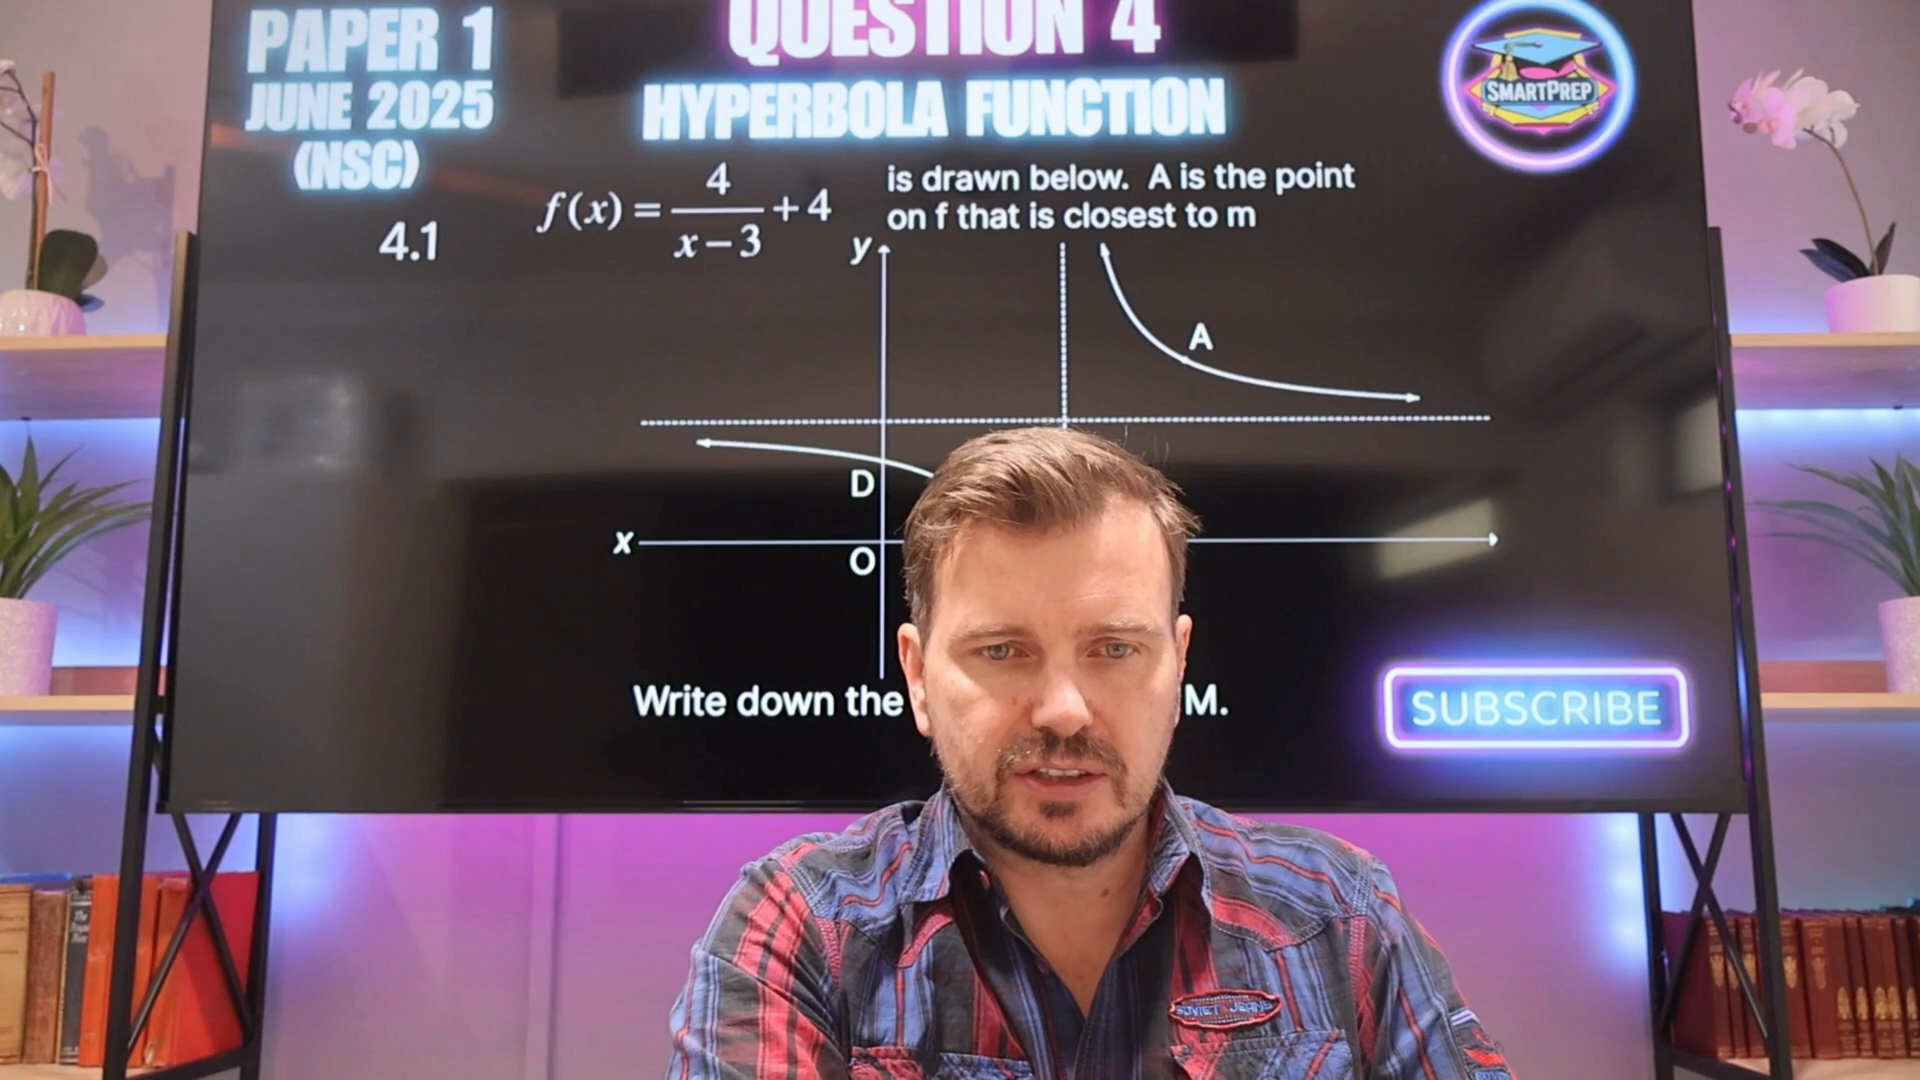 PAPER 1
JUNE 2025
(NSC)
QUESTION 4
HYPERBOLA FUNCTION
SMARTPREP
4.1
f(x) = 4/(x − 3) + 4
is drawn below. A is the point
on f that is closest to m
y
A
D
x
O
Write down the
M.
SUBSCRIBE
SOVIET JEANS